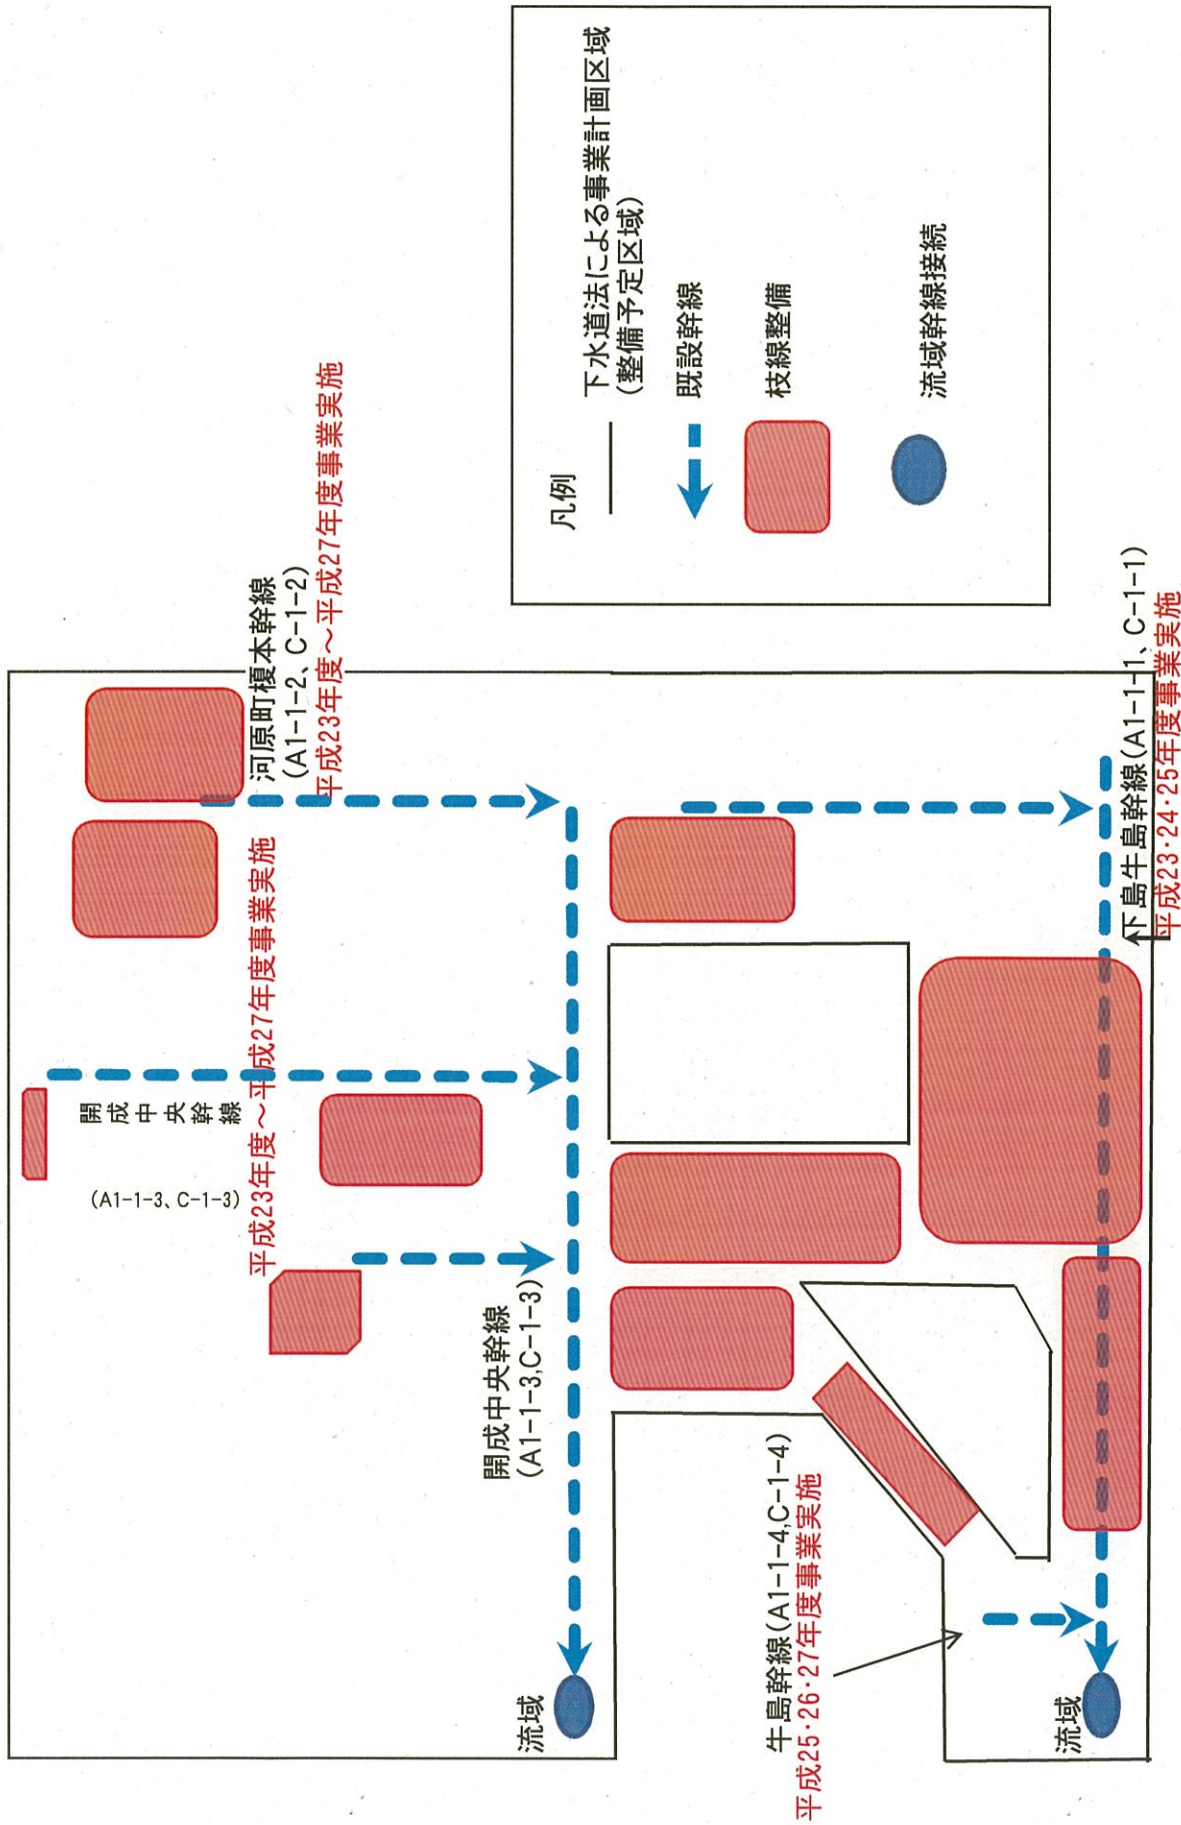 凡例
下水道法による事業計画区域
（整備予定区域）
既設幹線
枝線整備
流域幹線接続
河原町榎本幹線
（A1-1-2、C-1-2）
平成23年度～平成27年度事業実施
開成中央幹線
（A1-1-3、C-1-3）
平成23年度～平成27年度事業実施
開成中央幹線
（A1-1-3,C-1-3）
流域
牛島幹線（A1-1-4,C-1-4）
平成25・26・27年度事業実施
下島牛島幹線（A1-1-1、C-1-1）
平成23・24・25年度事業実施
流域